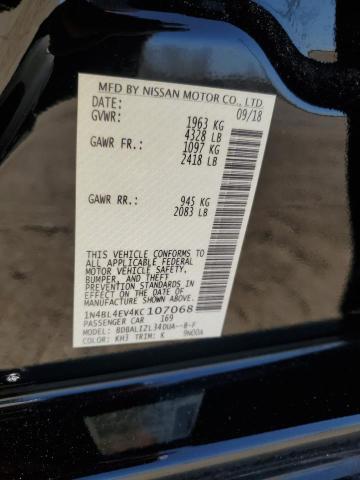 MFD BY NISSAN MOTOR CO., LTD.
DATE: 09/18
GVWR: 1963 KG
4328 LB
GAWR FR.: 1097 KG
2418 LB
GAWR RR.: 945 KG
2083 LB
THIS VEHICLE CONFORMS TO
ALL APPLICABLE FEDERAL
MOTOR VEHICLE SAFETY,
BUMPER, AND THEFT
PREVENTION STANDARDS IN
EFFECT ON THE DATE OF
MANUFACTURE SHOWN ABOVE.
1N4BL4EV4KC107068
PASSENGER CAR 169
MODEL: BDBALIZL34DUA--B-F
COLOR: KH3 TRIM: K 9N00A